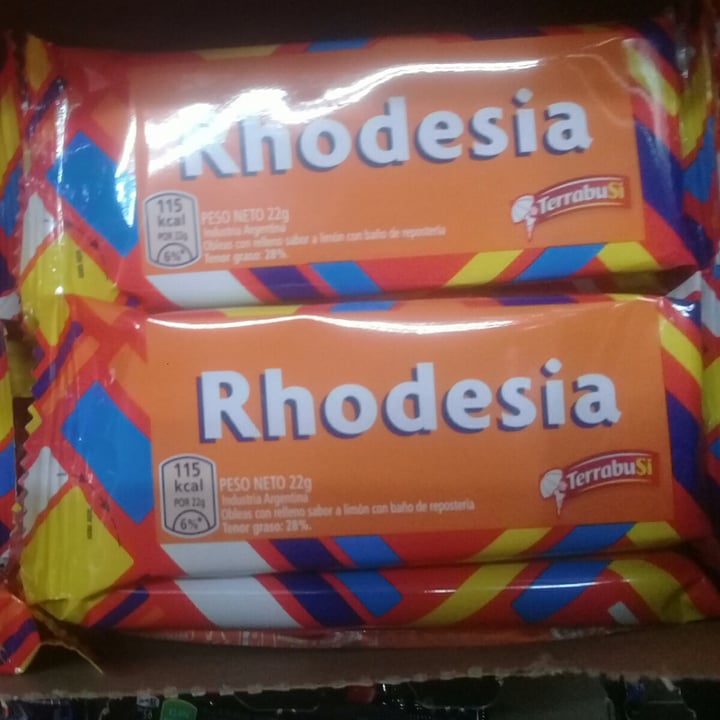 Rhodesia
TerrabuSi
115
kcal
POR 22g
6%*
PESO NETO 22g
Industria Argentina
Obleas con relleno sabor a limón con baño de repostería
Tenor graso: 28%.
Rhodesia
TerrabuSi
115
kcal
POR 22g
6%*
PESO NETO 22g
Industria Argentina
Obleas con relleno sabor a limón con baño de repostería
Tenor graso: 28%.